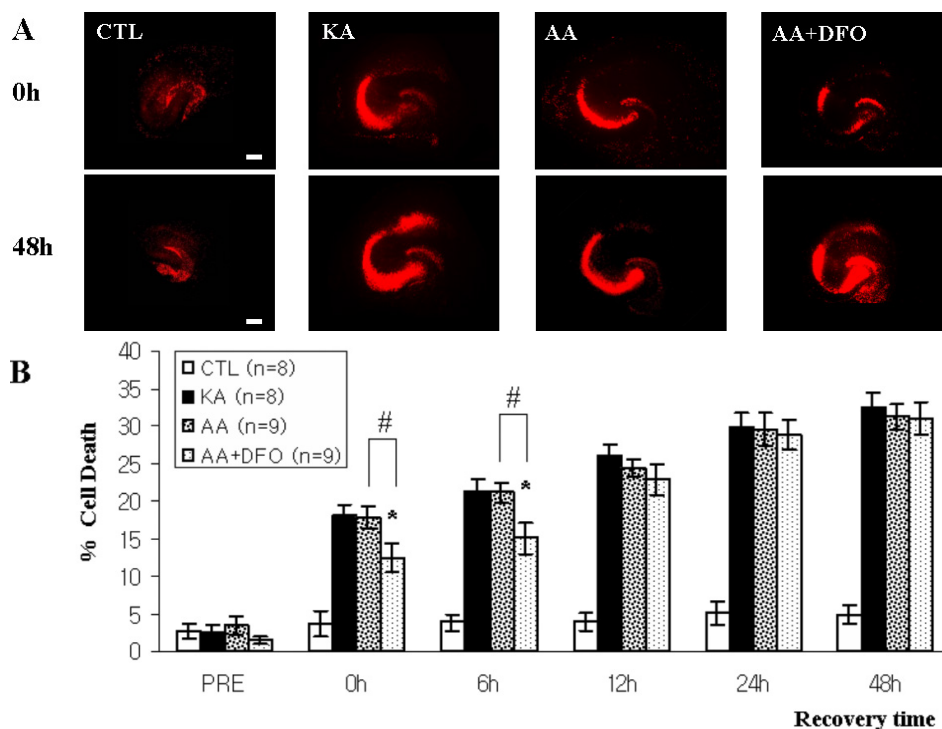 A
CTL KA AA AA+DFO
0h
48h
B
40
35
30
25
20
15
10
5
0
% Cell Death
CTL (n=8)
KA (n=8)
AA (n=9)
AA+DFO (n=9)
# #
* *
PRE 0h 6h 12h 24h 48h
Recovery time